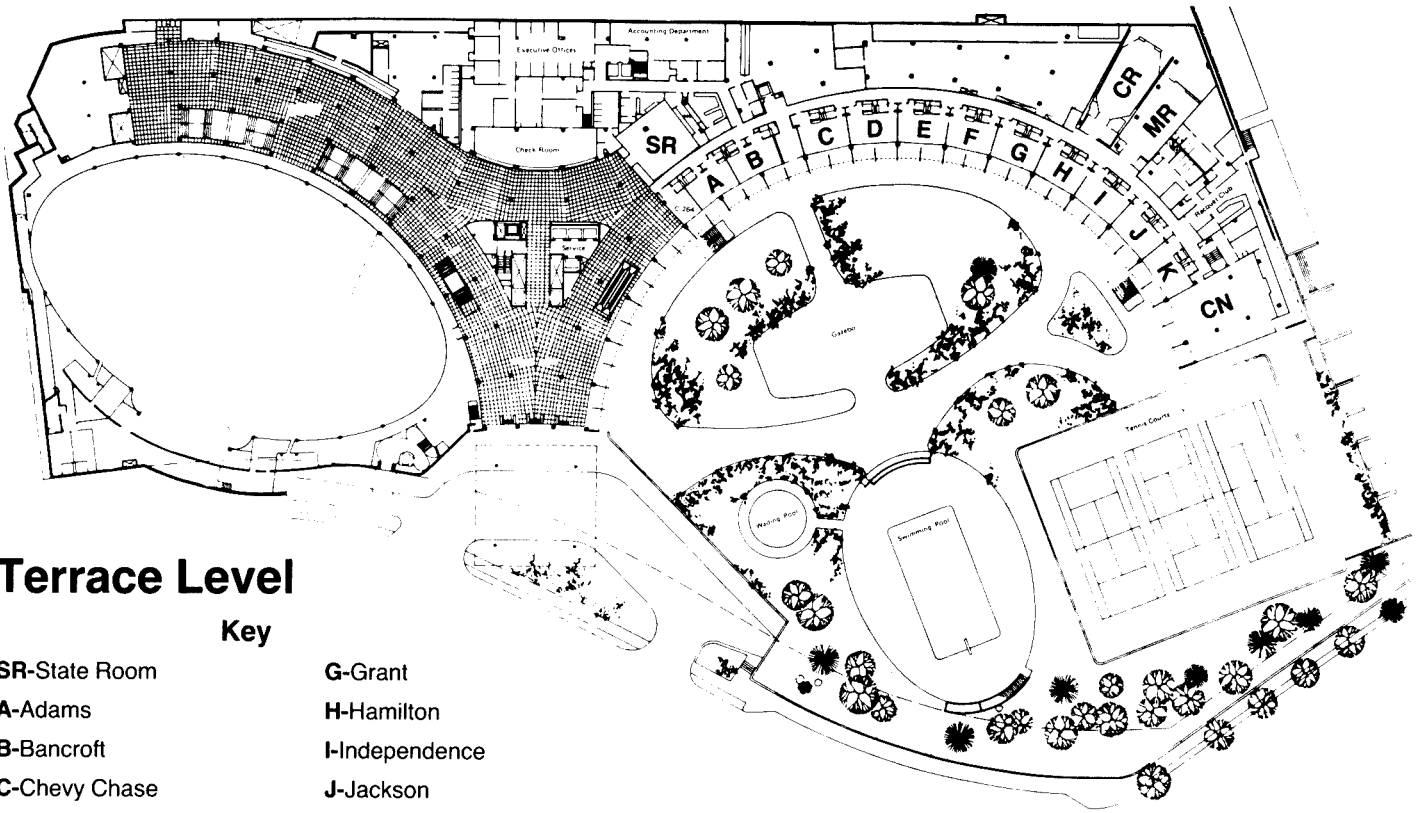 Accounting Department
Executive Offices
CR
MR
SR
Check Room
A
B
C
D
E
F
G
H
I
J
K
C-264
Racquet Club
Service
CN
Gazebo
Tennis Courts
Wading Pool
Swimming Pool
Terrace Level
Key
SR-State Room
A-Adams
B-Bancroft
C-Chevy Chase
G-Grant
H-Hamilton
I-Independence
J-Jackson